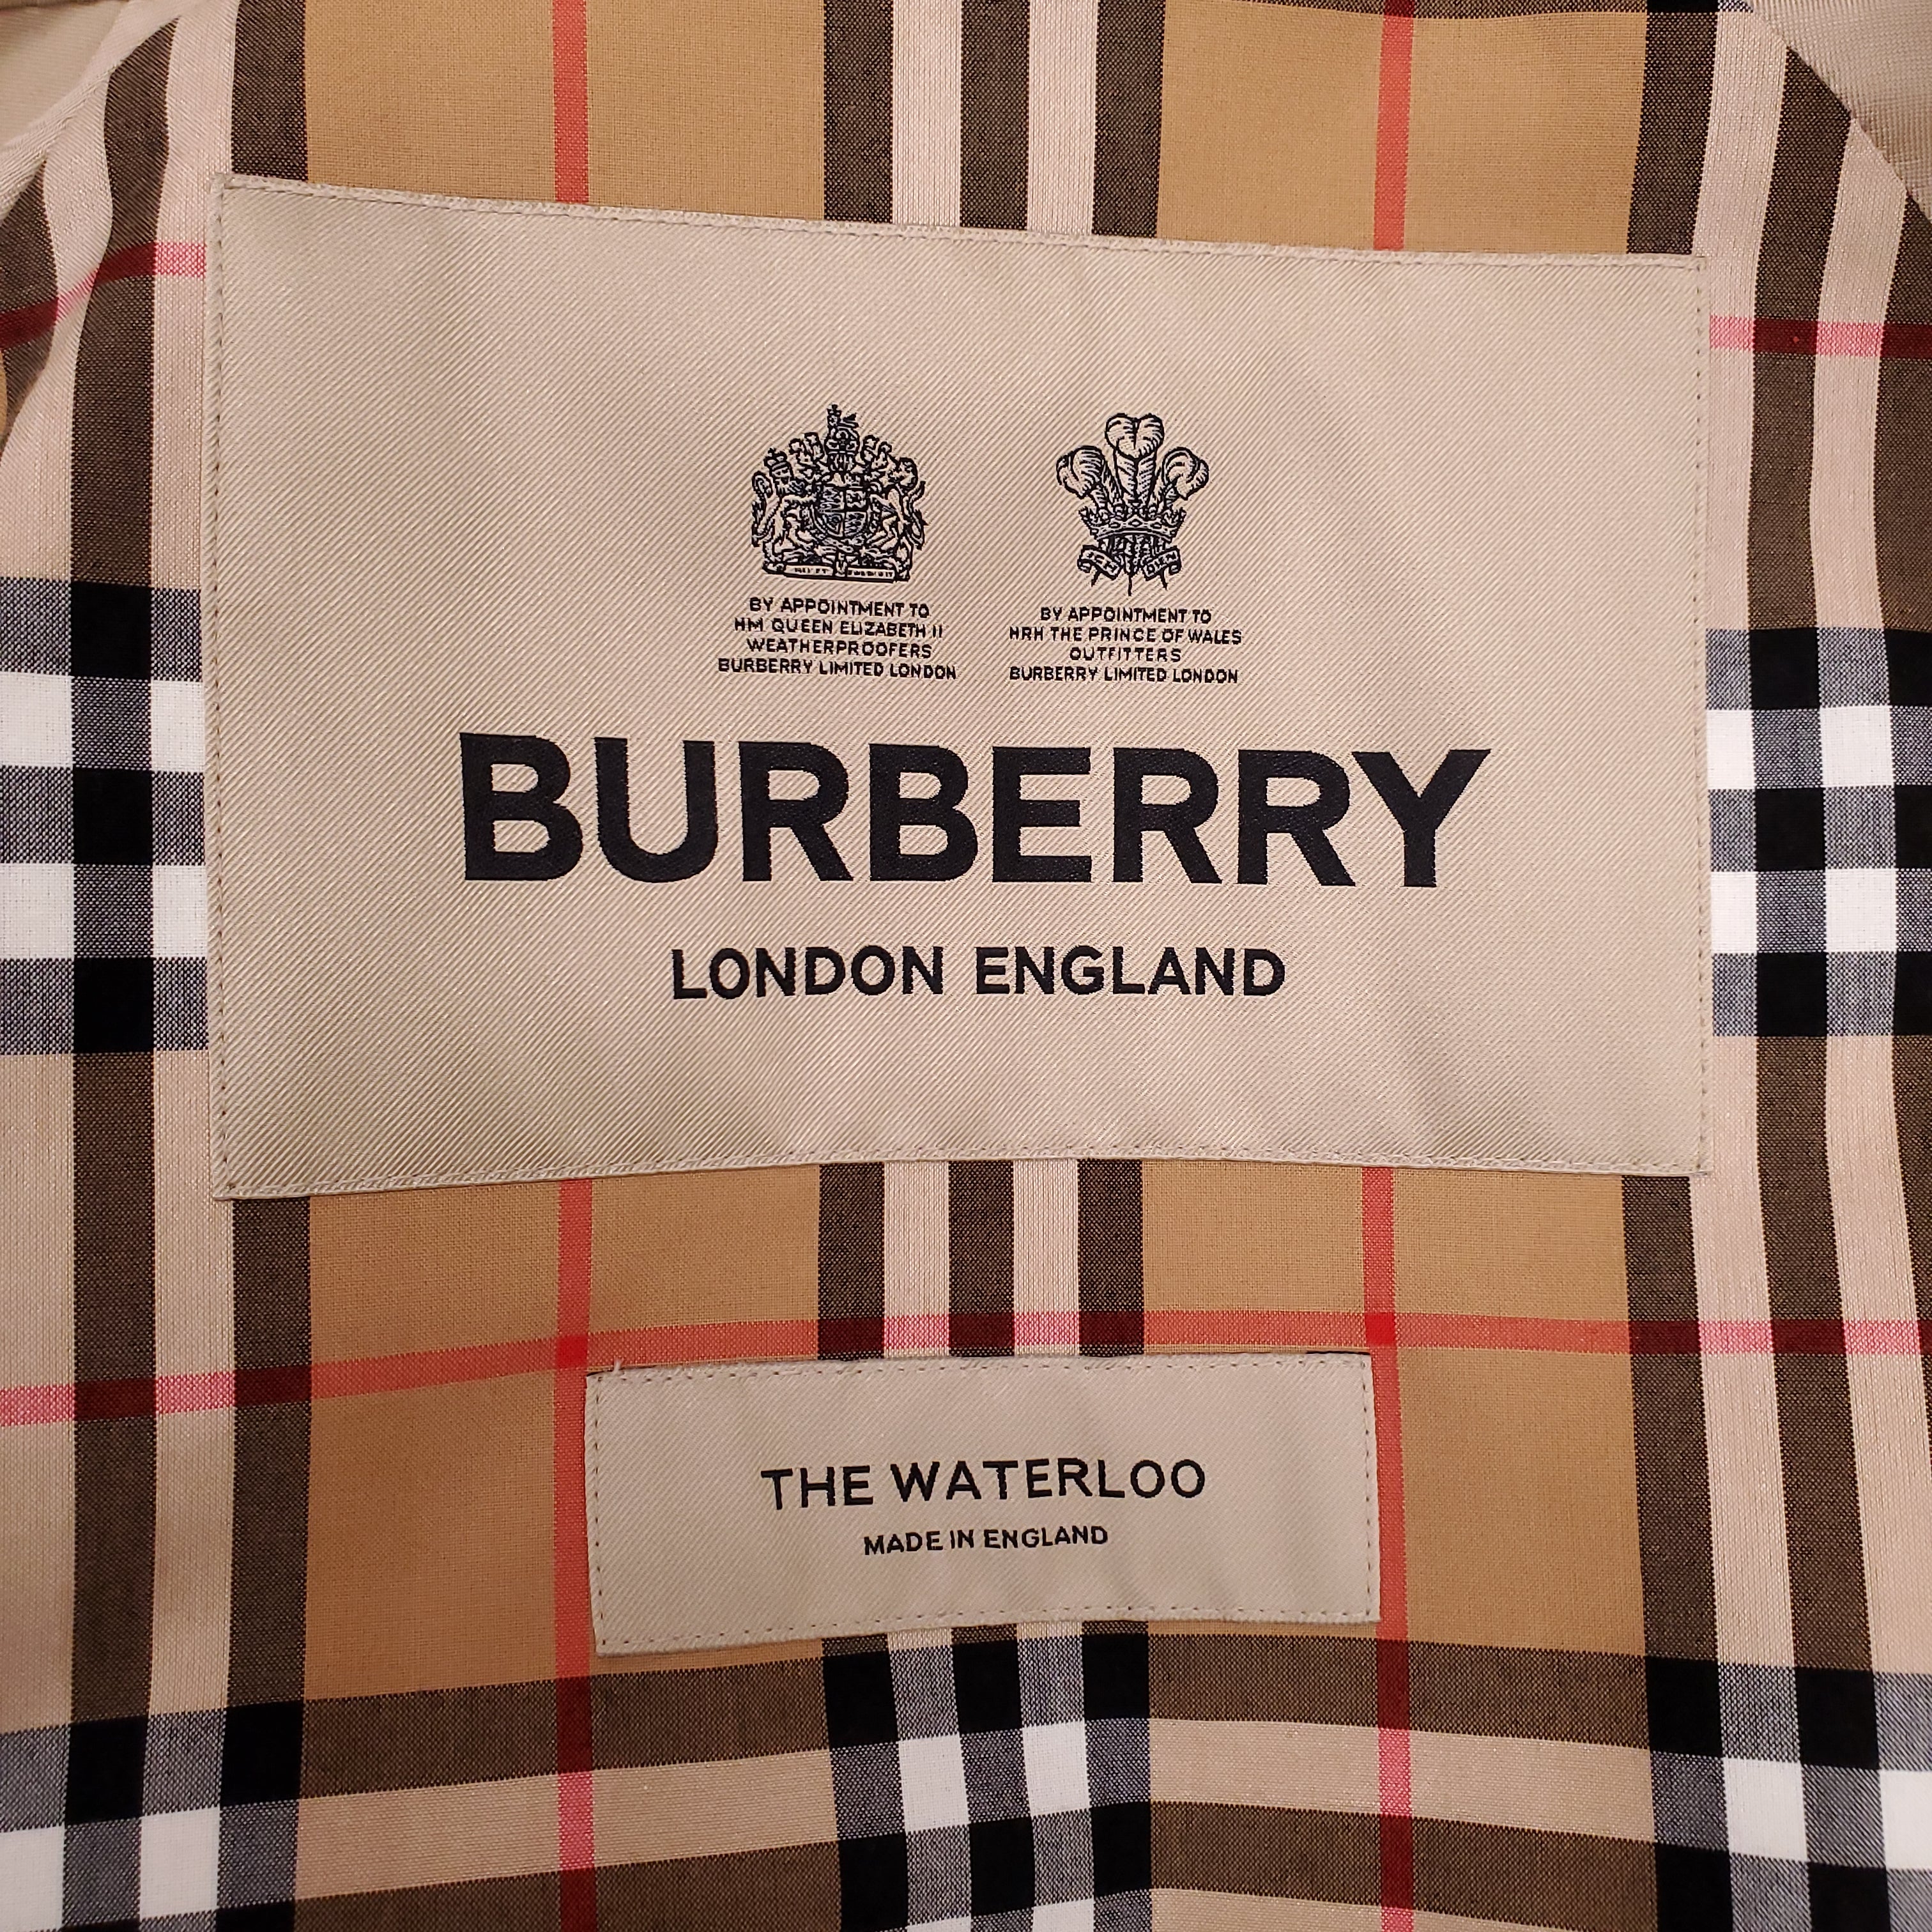 BY APPOINTMENT TO
HM QUEEN ELIZABETH II
WEATHERPROOFERS
BURBERRY LIMITED LONDON
BY APPOINTMENT TO
HRH THE PRINCE OF WALES
OUTFITTERS
BURBERRY LIMITED LONDON
BURBERRY
LONDON ENGLAND
THE WATERLOO
MADE IN ENGLAND